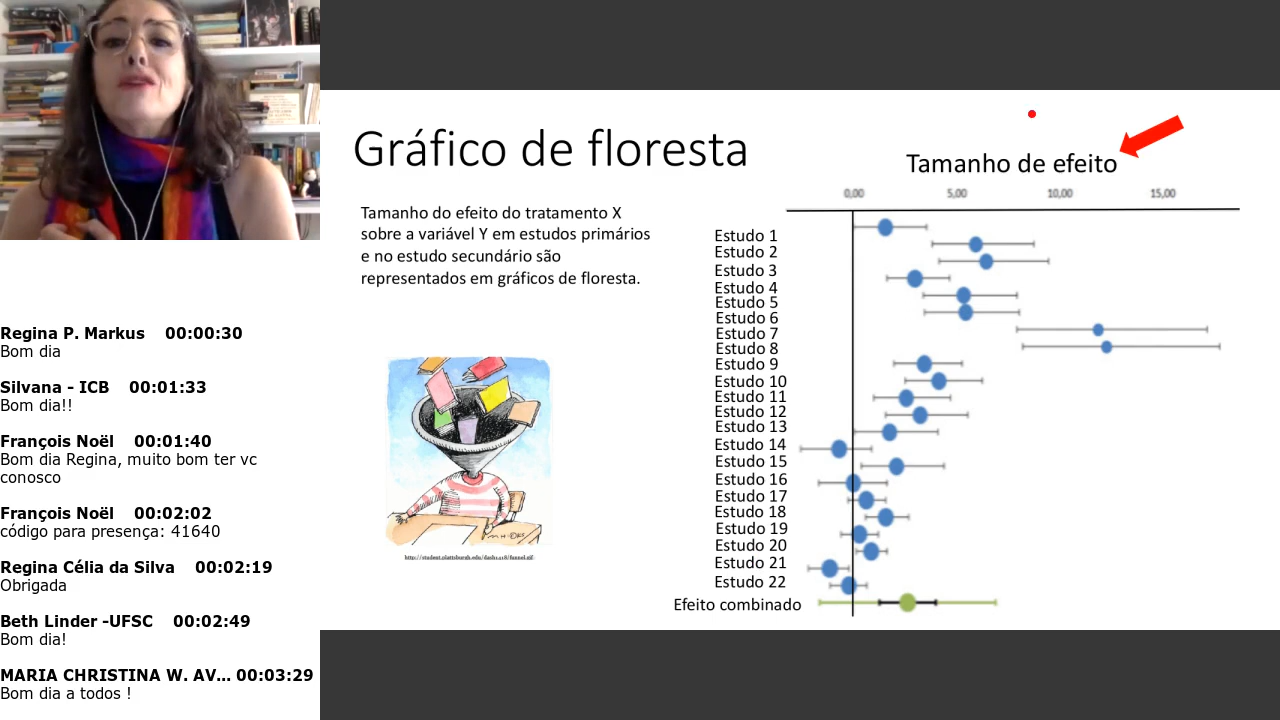 Regina P. Markus 00:00:30
Bom dia
Silvana - ICB 00:01:33
Bom dia!!
François Noël 00:01:40
Bom dia Regina, muito bom ter vc
conosco
François Noël 00:02:02
código para presença: 41640
Regina Célia da Silva 00:02:19
Obrigada
Beth Linder -UFSC 00:02:49
Bom dia!
MARIA CHRISTINA W. AV... 00:03:29
Bom dia a todos !
Gráfico de floresta
Tamanho do efeito do tratamento X
sobre a variável Y em estudos primários
e no estudo secundário são
representados em gráficos de floresta.
Tamanho de efeito
0,00 5,00 10,00 15,00
Estudo 1
Estudo 2
Estudo 3
Estudo 4
Estudo 5
Estudo 6
Estudo 7
Estudo 8
Estudo 9
Estudo 10
Estudo 11
Estudo 12
Estudo 13
Estudo 14
Estudo 15
Estudo 16
Estudo 17
Estudo 18
Estudo 19
Estudo 20
Estudo 21
Estudo 22
Efeito combinado